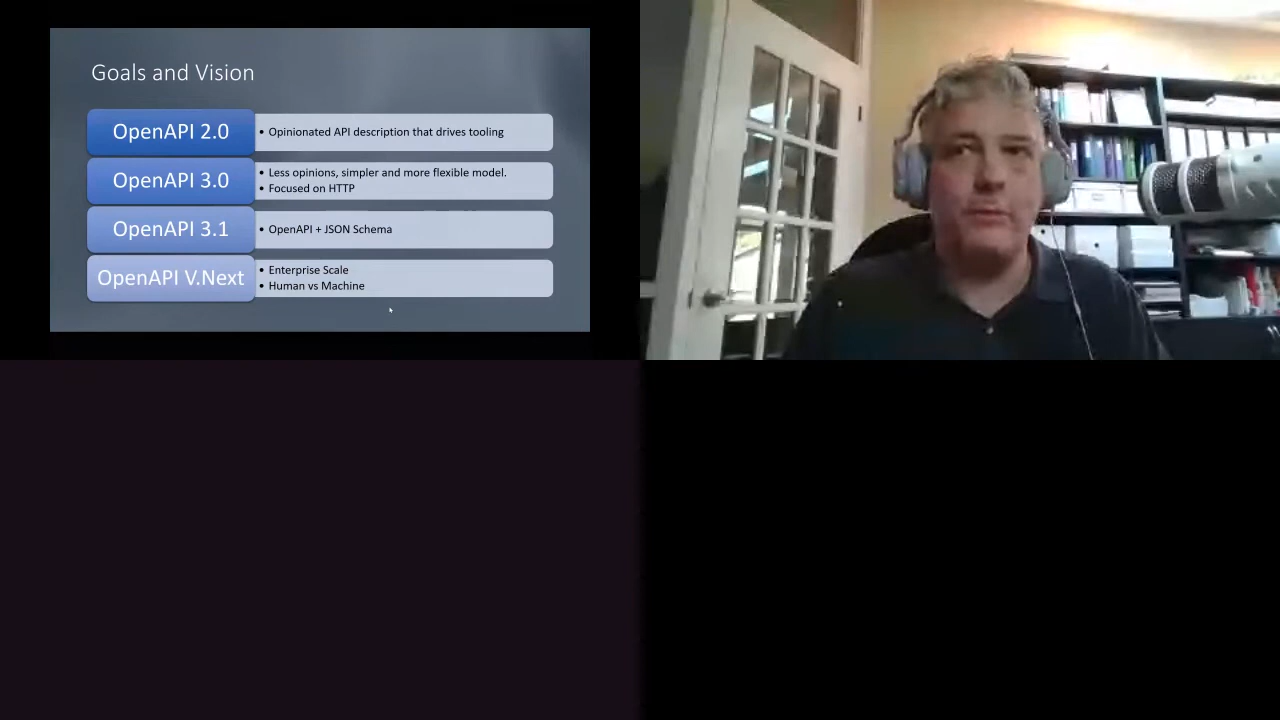 Goals and Vision
OpenAPI 2.0
• Opinionated API description that drives tooling
OpenAPI 3.0
• Less opinions, simpler and more flexible model.
• Focused on HTTP
OpenAPI 3.1
• OpenAPI + JSON Schema
OpenAPI V.Next
• Enterprise Scale
• Human vs Machine